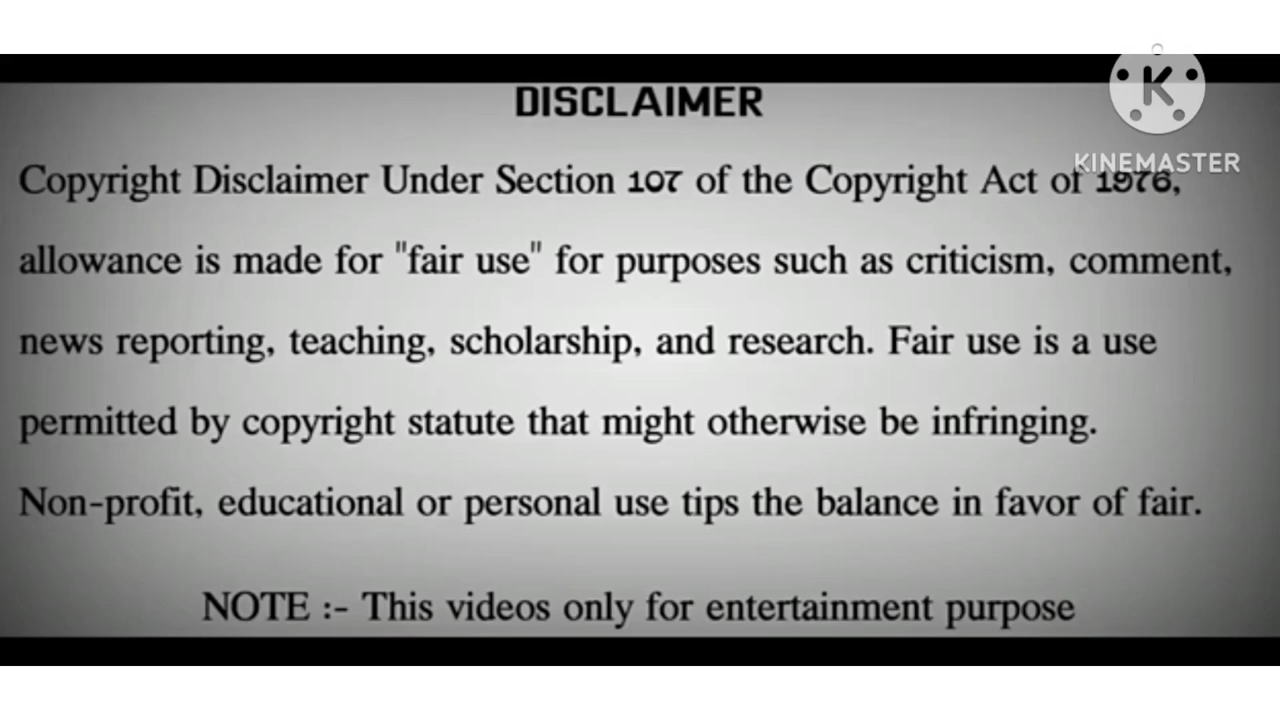 DISCLAIMER
K
KINEMASTER
Copyright Disclaimer Under Section 107 of the Copyright Act of 1976,
allowance is made for "fair use" for purposes such as criticism, comment,
news reporting, teaching, scholarship, and research. Fair use is a use
permitted by copyright statute that might otherwise be infringing.
Non-profit, educational or personal use tips the balance in favor of fair.
NOTE :- This videos only for entertainment purpose